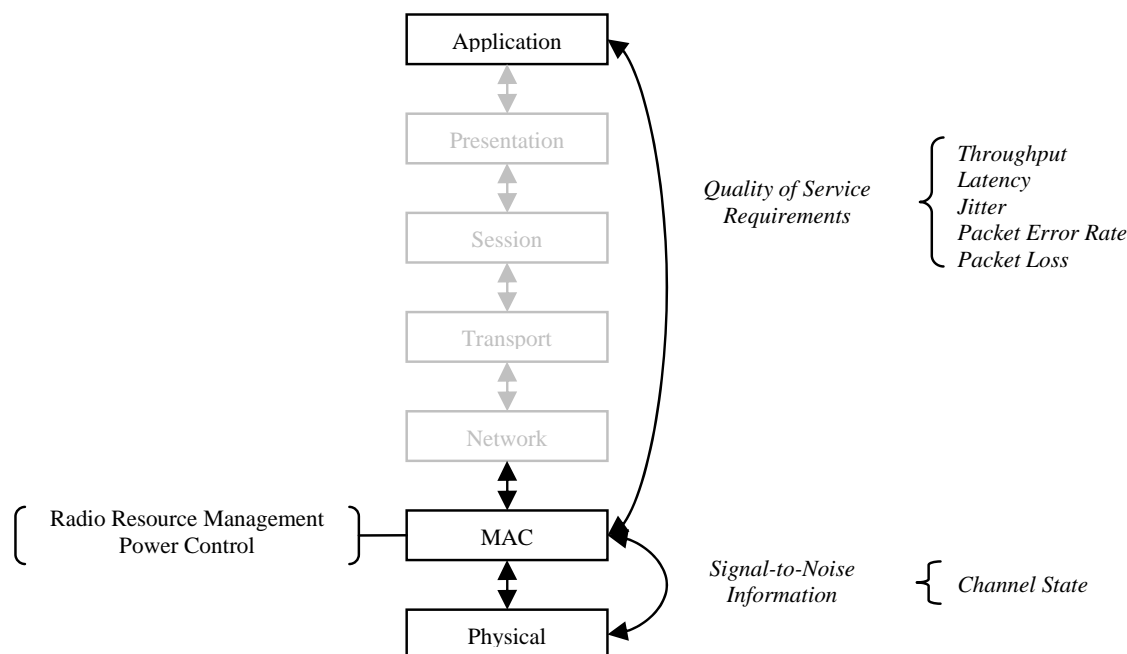 Application
Presentation
Session
Transport
Network
MAC
Physical
Quality of Service
Requirements
Throughput
Latency
Jitter
Packet Error Rate
Packet Loss
Radio Resource Management
Power Control
Signal-to-Noise
Information
Channel State